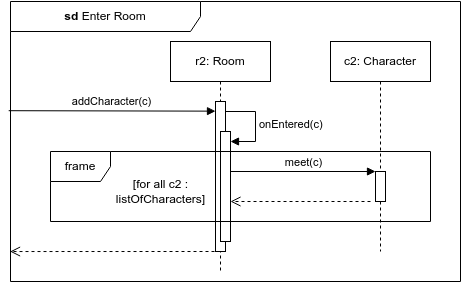 sd Enter Room
r2: Room
c2: Character
addCharacter(c)
onEntered(c)
frame
meet(c)
[for all c2 :
listOfCharacters]